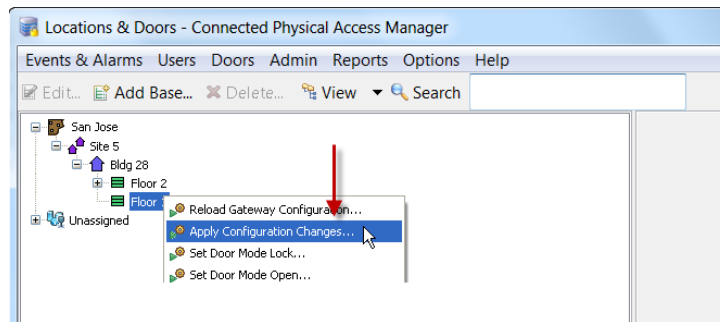 Locations & Doors - Connected Physical Access Manager
Events & Alarms Users Doors Admin Reports Options Help
Edit... Add Base... Delete... View Search
San Jose
Site 5
Bldg 28
Floor 2
Floor
Unassigned
Reload Gateway Configuration...
Apply Configuration Changes...
Set Door Mode Lock...
Set Door Mode Open...